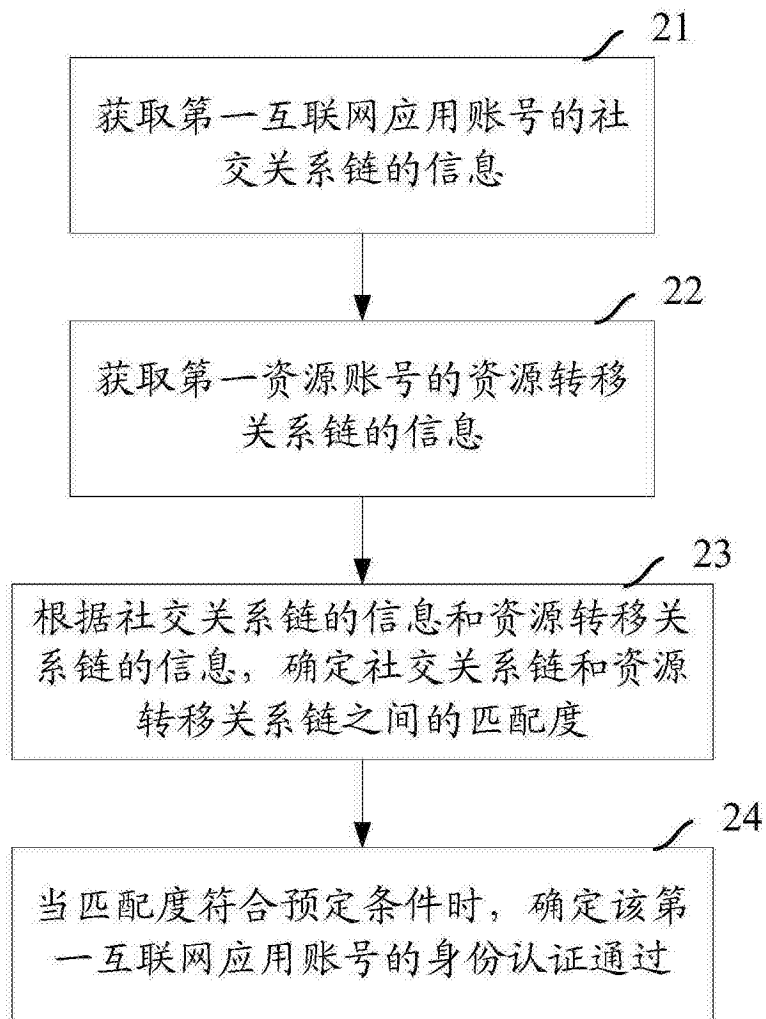 21
获取第一互联网应用账号的社
交关系链的信息
22
获取第一资源账号的资源转移
关系链的信息
23
根据社交关系链的信息和资源转移关
系链的信息，确定社交关系链和资源
转移关系链之间的匹配度
24
当匹配度符合预定条件时，确定该第
一互联网应用账号的身份认证通过